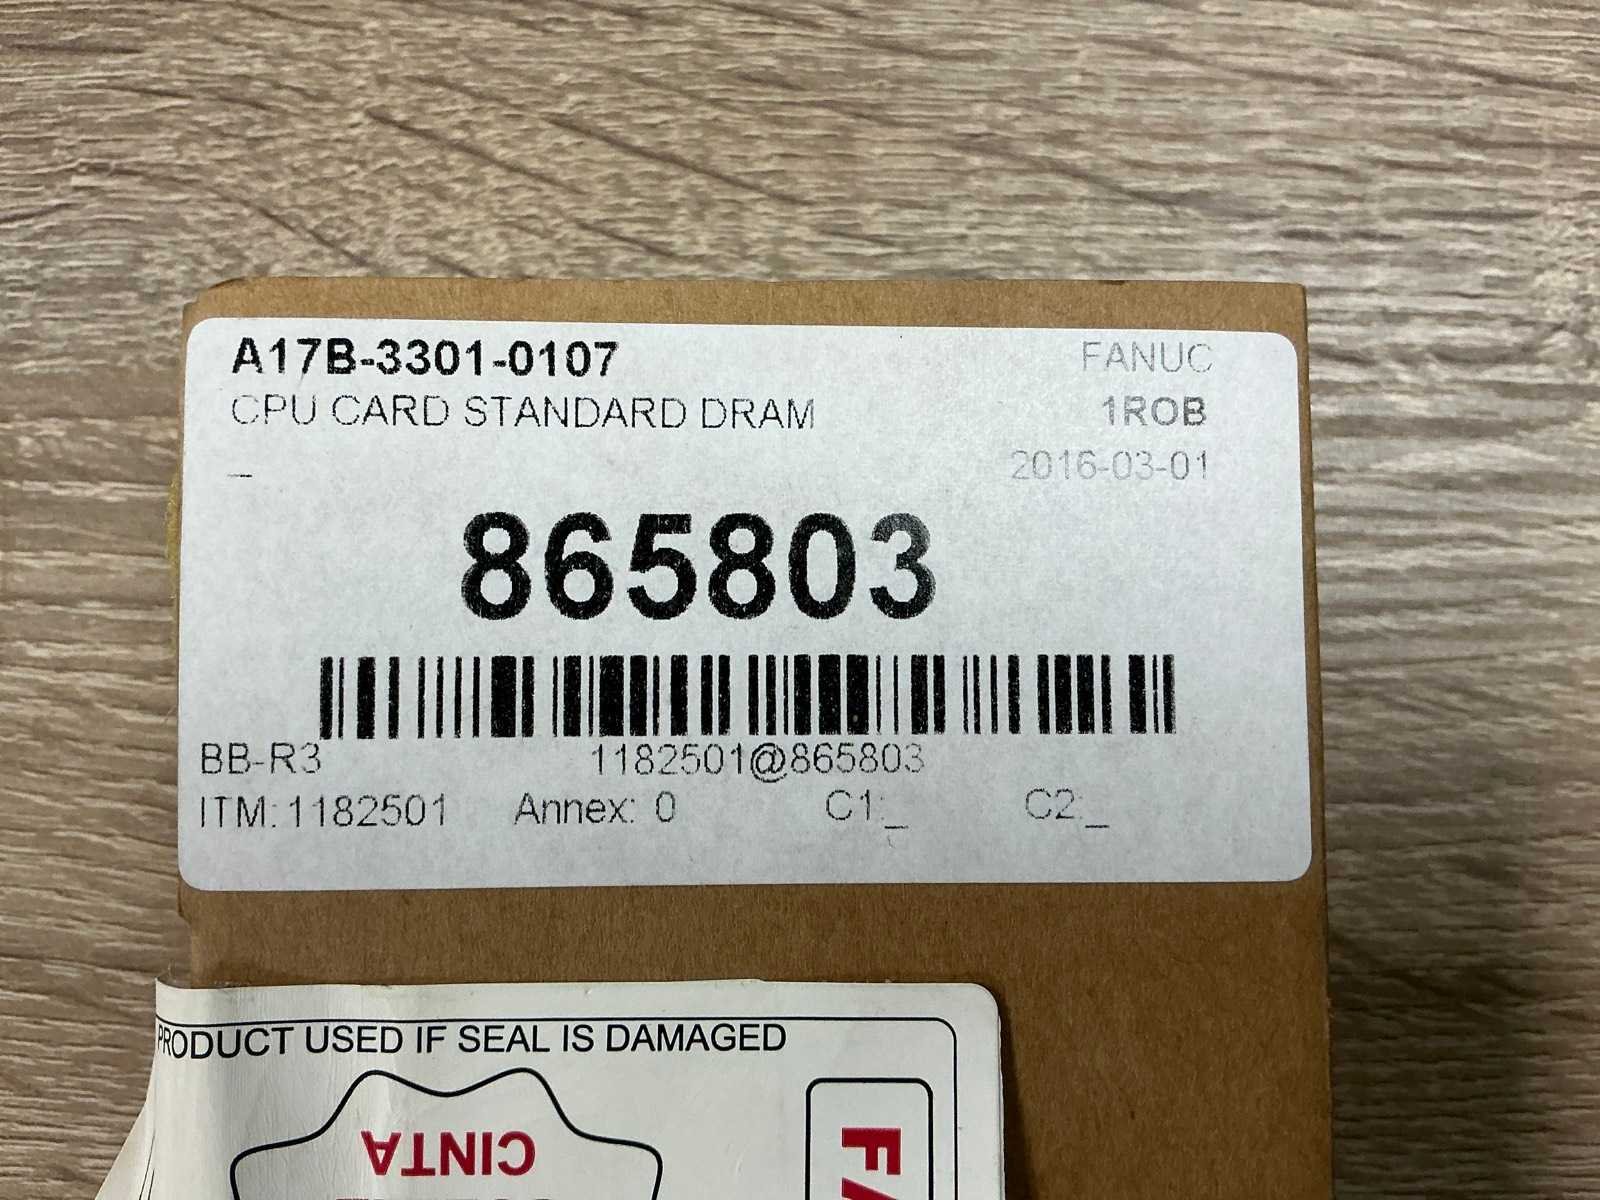 A17B-3301-0107 FANUC
CPU CARD STANDARD DRAM 1ROB
_ 2016-03-01
865803
BB-R3 1182501@865803
ITM:1182501 Annex: 0 C1:_ C2:_
PRODUCT USED IF SEAL IS DAMAGED
CINTA
FA